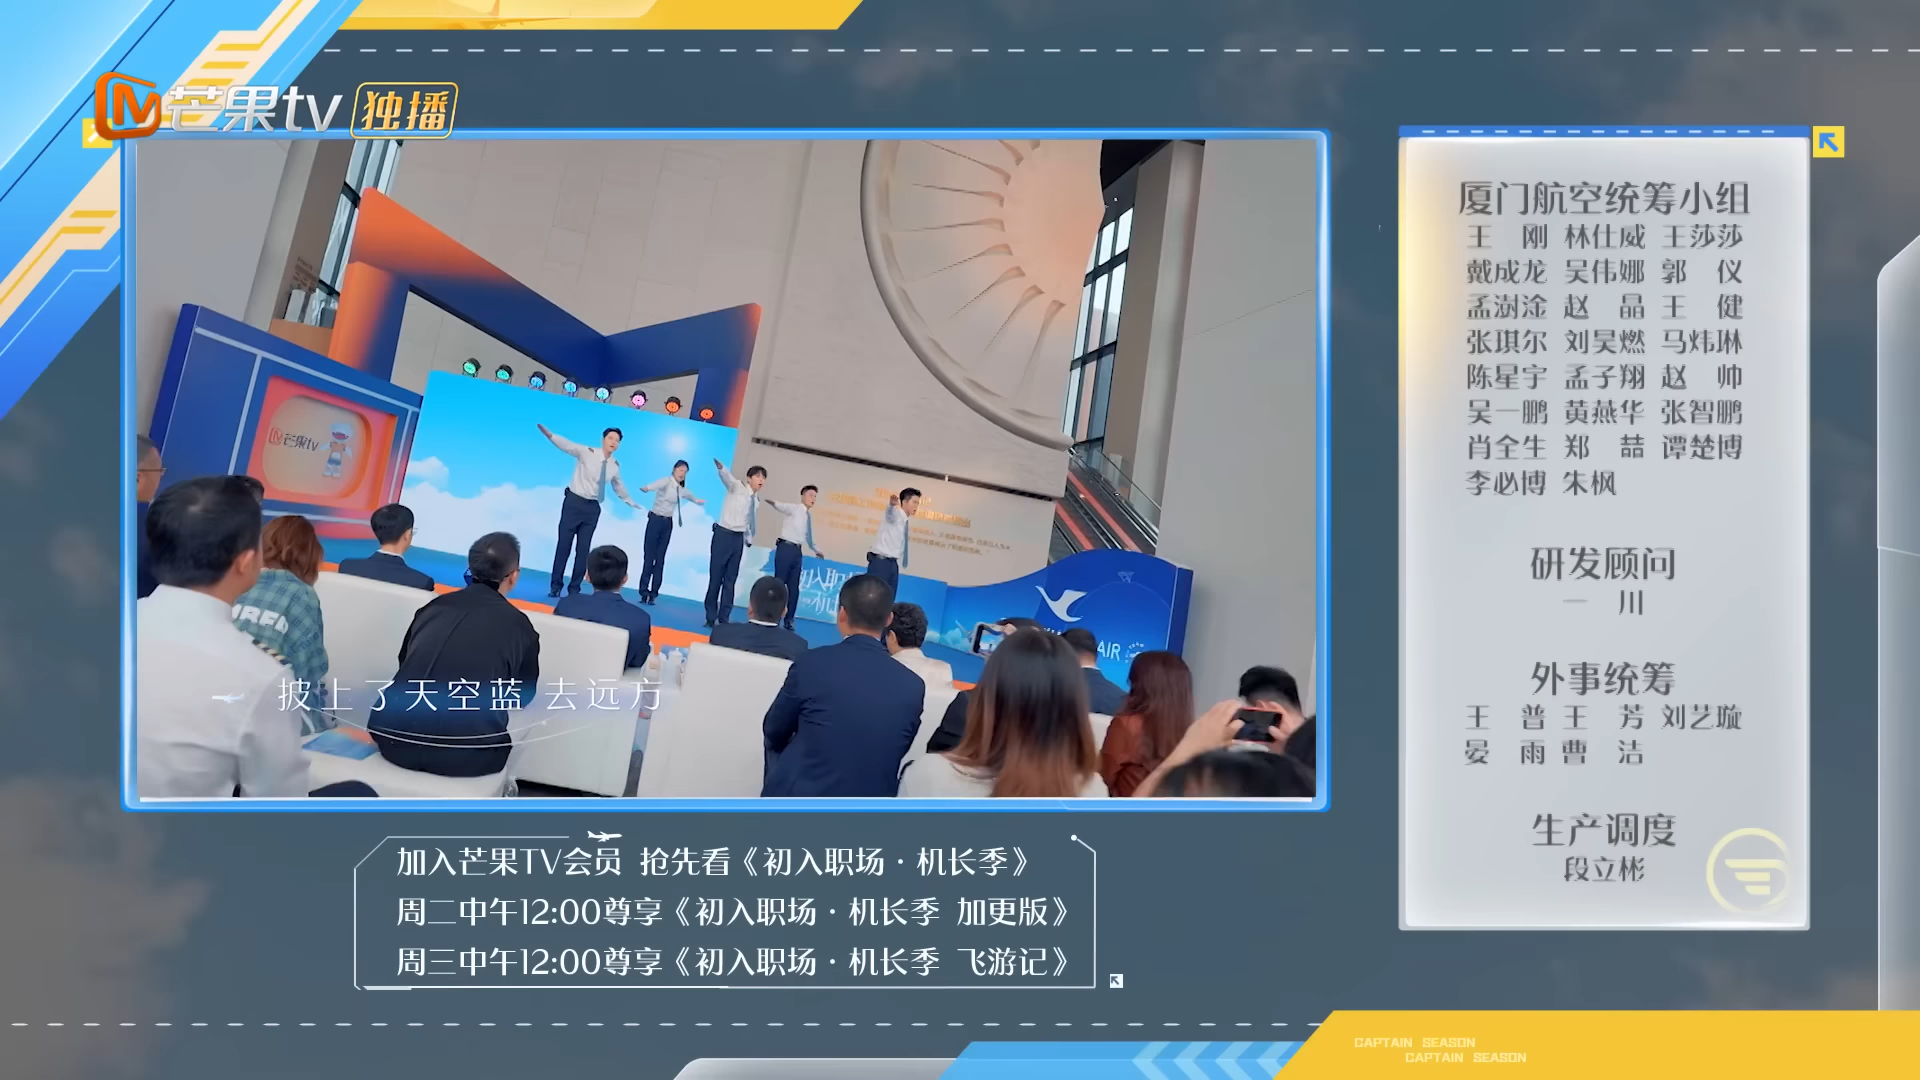 芒果tv 独播
芒果tv
披上了天空蓝 去远方
AIR
加入芒果TV会员 抢先看《初入职场·机长季》
周二中午12:00尊享《初入职场·机长季 加更版》
周三中午12:00尊享《初入职场·机长季 飞游记》
厦门航空统筹小组
王 刚 林仕威 王莎莎
戴成龙 吴伟娜 郭 仪
孟澍淦 赵 晶 王 健
张琪尔 刘昊燃 马炜琳
陈星宇 孟子翔 赵 帅
吴一鹏 黄燕华 张智鹏
肖全生 郑 喆 谭楚博
李必博 朱枫
研发顾问
一 川
外事统筹
王 普 王 芳 刘艺璇
晏 雨 曹 洁
生产调度
段立彬
CAPTAIN SEASON
CAPTAIN SEASON